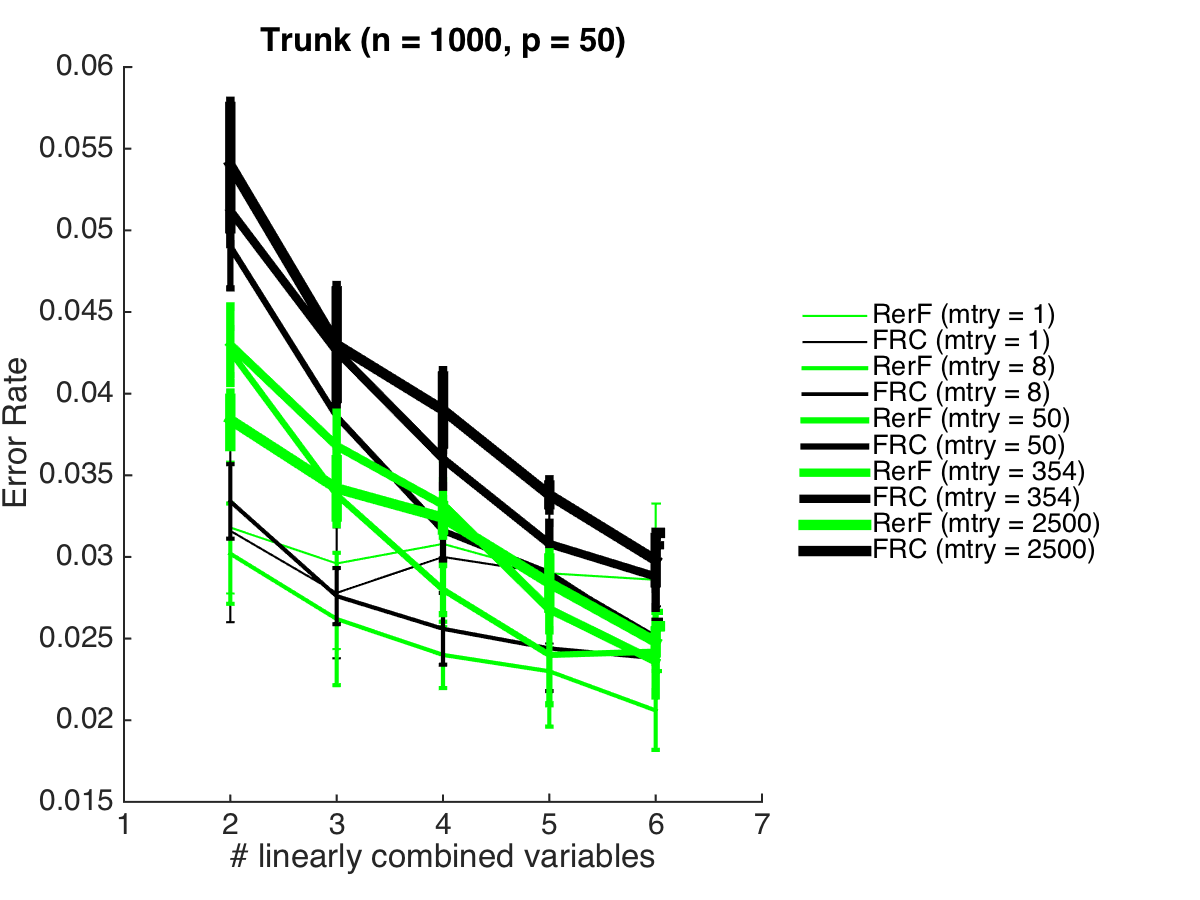 Trunk (n = 1000, p = 50)
0.06
0.055
0.05
0.045
0.04
0.035
0.03
0.025
0.02
0.015
Error Rate
1 2 3 4 5 6 7
# linearly combined variables
RerF (mtry = 1)
FRC (mtry = 1)
RerF (mtry = 8)
FRC (mtry = 8)
RerF (mtry = 50)
FRC (mtry = 50)
RerF (mtry = 354)
FRC (mtry = 354)
RerF (mtry = 2500)
FRC (mtry = 2500)